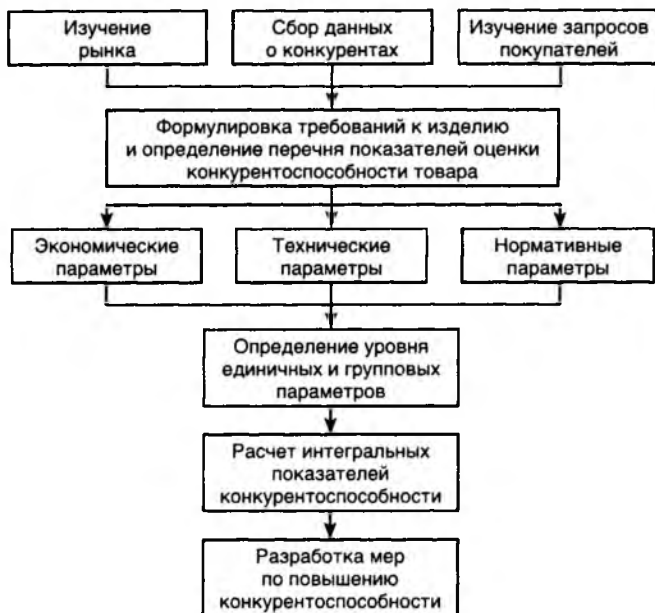 Изучение
рынка
Сбор данных
о конкурентах
Изучение запросов
покупателей
Формулировка требований к изделию
и определение перечня показателей оценки
конкурентоспособности товара
Экономические
параметры
Технические
параметры
Нормативные
параметры
Определение уровня
единичных и групповых
параметров
Расчет интегральных
показателей
конкурентоспособности
Разработка мер
по повышению
конкурентоспособности